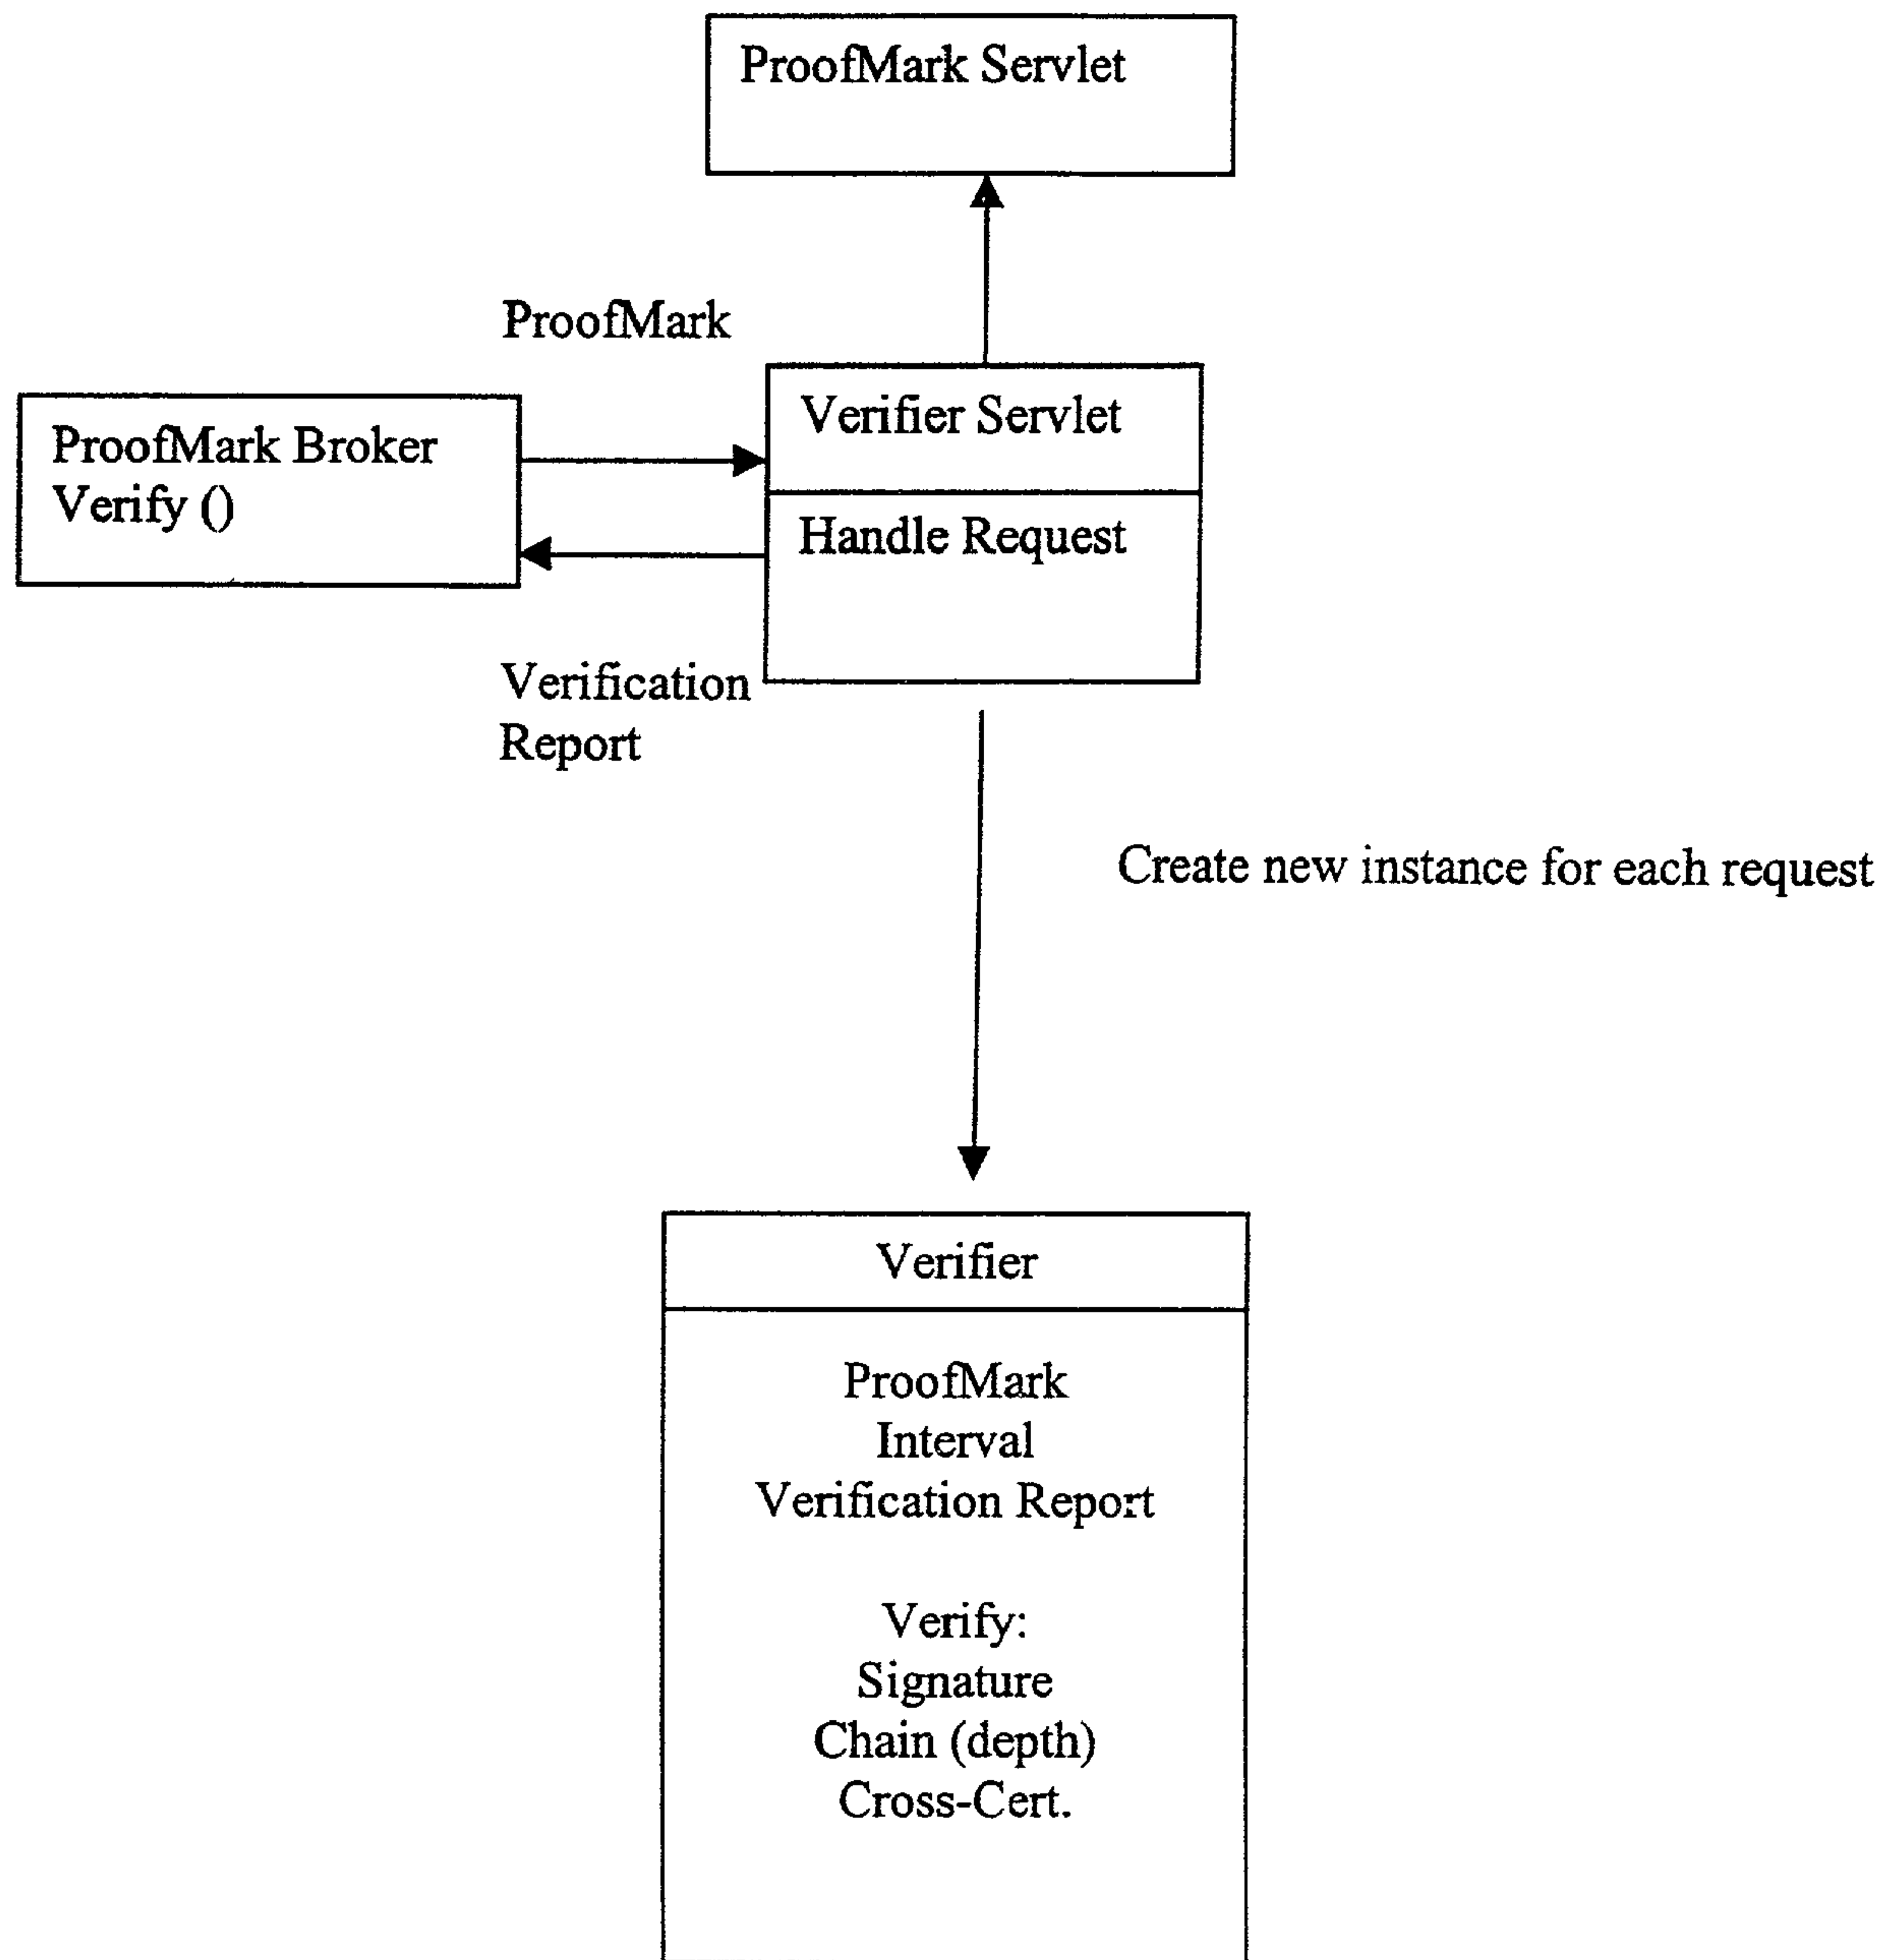 ProofMark Servlet
ProofMark
Verifier Servlet
ProofMark Broker
Verify ()
Handle Request
Verification
Report
Create new instance for each request
Verifier
ProofMark
Interval
Verification Report
Verify:
Signature
Chain (depth)
Cross-Cert.